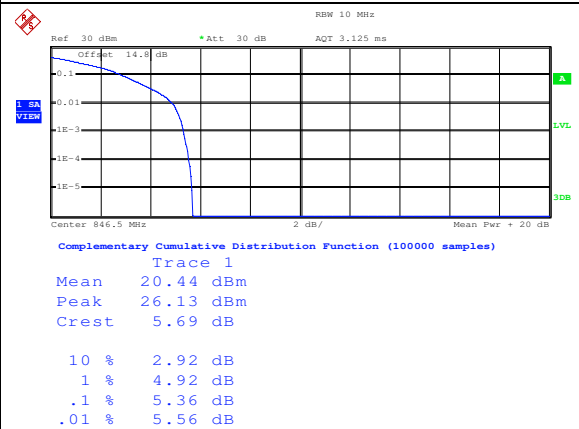 RBW 10 MHz
Ref 30 dBm *Att 30 dB AQT 3.125 ms
Offset 14.8 dB
0.1
A
0.01
1 SA
VIEW
1E-3
LVL
1E-4
1E-5
3DB
Center 846.5 MHz 2 dB/ Mean Pwr + 20 dB
Complementary Cumulative Distribution Function (100000 samples)
Trace 1
Mean 20.44 dBm
Peak 26.13 dBm
Crest 5.69 dB
10 % 2.92 dB
1 % 4.92 dB
.1 % 5.36 dB
.01 % 5.56 dB